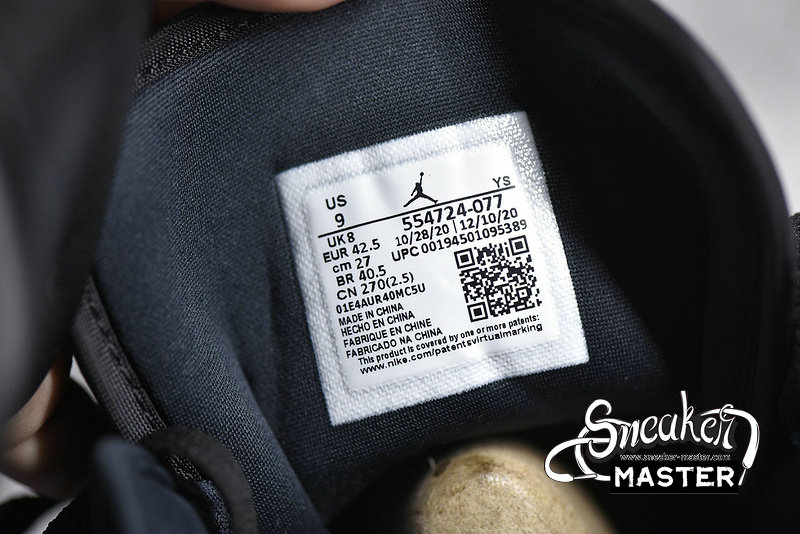 US
9
YS
554724-077
UK8
10/28/20 | 12/10/20
EUR 42.5
UPC 00194501095389
cm 27
BR 40.5
CN 270(2.5)
01E4AUR40MC5U
MADE IN CHINA
HECHO EN CHINA
FABRIQUE EN CHINE
FABRICADO NA CHINA
This product is covered by one or more patents:
www.nike.com/patentsvirtualmarking
Sneaker
www.sneaker-master.com
MASTER